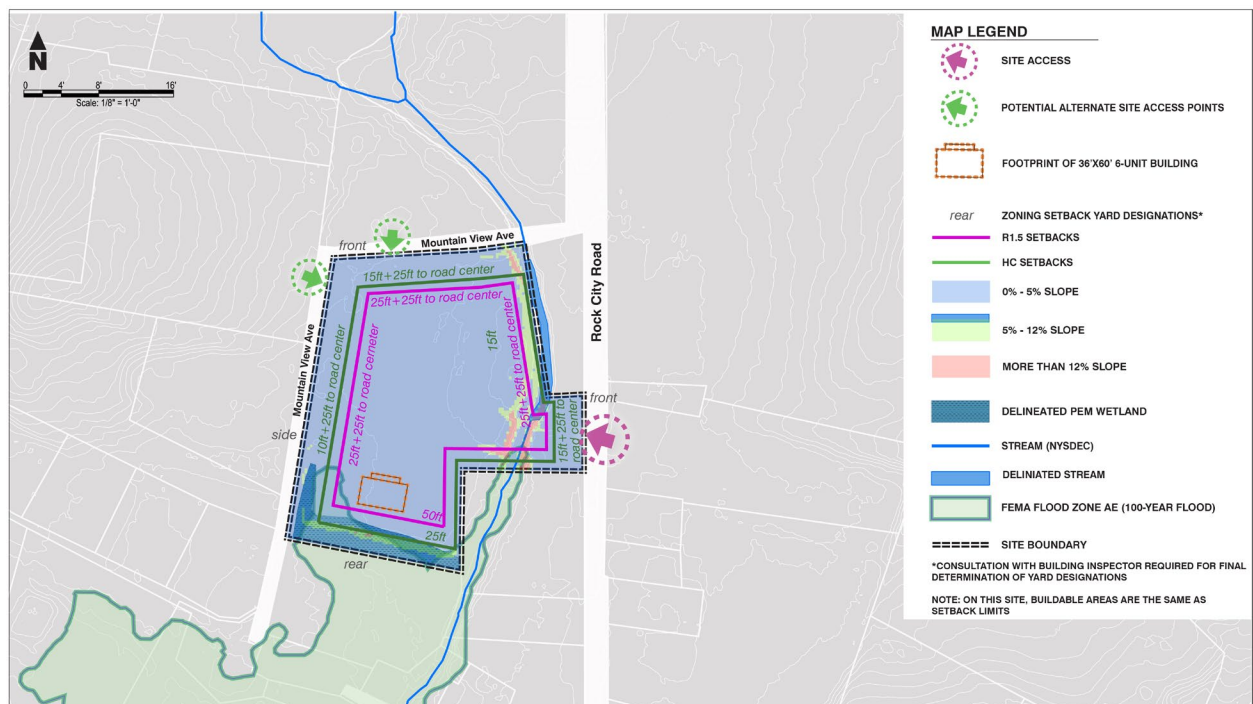 N
0 4' 8' 16'
Scale: 1/8" = 1'-0"
front
Mountain View Ave
15ft+25ft to road center
25ft+25ft to road center
Mountain View Ave
10ft+25ft to road center
25ft+25ft to road cerneter
15ft
25ft+25ft to road center
Rock City Road
front
15ft+25ft to
road center
side
50ft
25ft
rear
MAP LEGEND
SITE ACCESS
POTENTIAL ALTERNATE SITE ACCESS POINTS
FOOTPRINT OF 36'X60' 6-UNIT BUILDING
rear
ZONING SETBACK YARD DESIGNATIONS*
R1.5 SETBACKS
HC SETBACKS
0% - 5% SLOPE
5% - 12% SLOPE
MORE THAN 12% SLOPE
DELINEATED PEM WETLAND
STREAM (NYSDEC)
DELINIATED STREAM
FEMA FLOOD ZONE AE (100-YEAR FLOOD)
SITE BOUNDARY
*CONSULTATION WITH BUILDING INSPECTOR REQUIRED FOR FINAL
DETERMINATION OF YARD DESIGNATIONS
NOTE: ON THIS SITE, BUILDABLE AREAS ARE THE SAME AS
SETBACK LIMITS